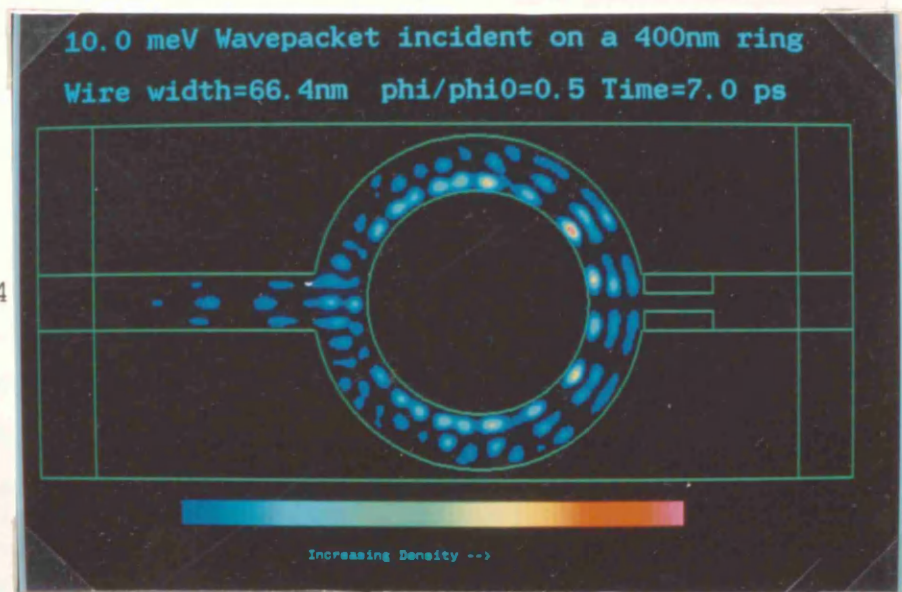 10.0 meV Wavepacket incident on a 400nm ring
Wire width=66.4nm phi/phi0=0.5 Time=7.0 ps
4
Increasing Density -->